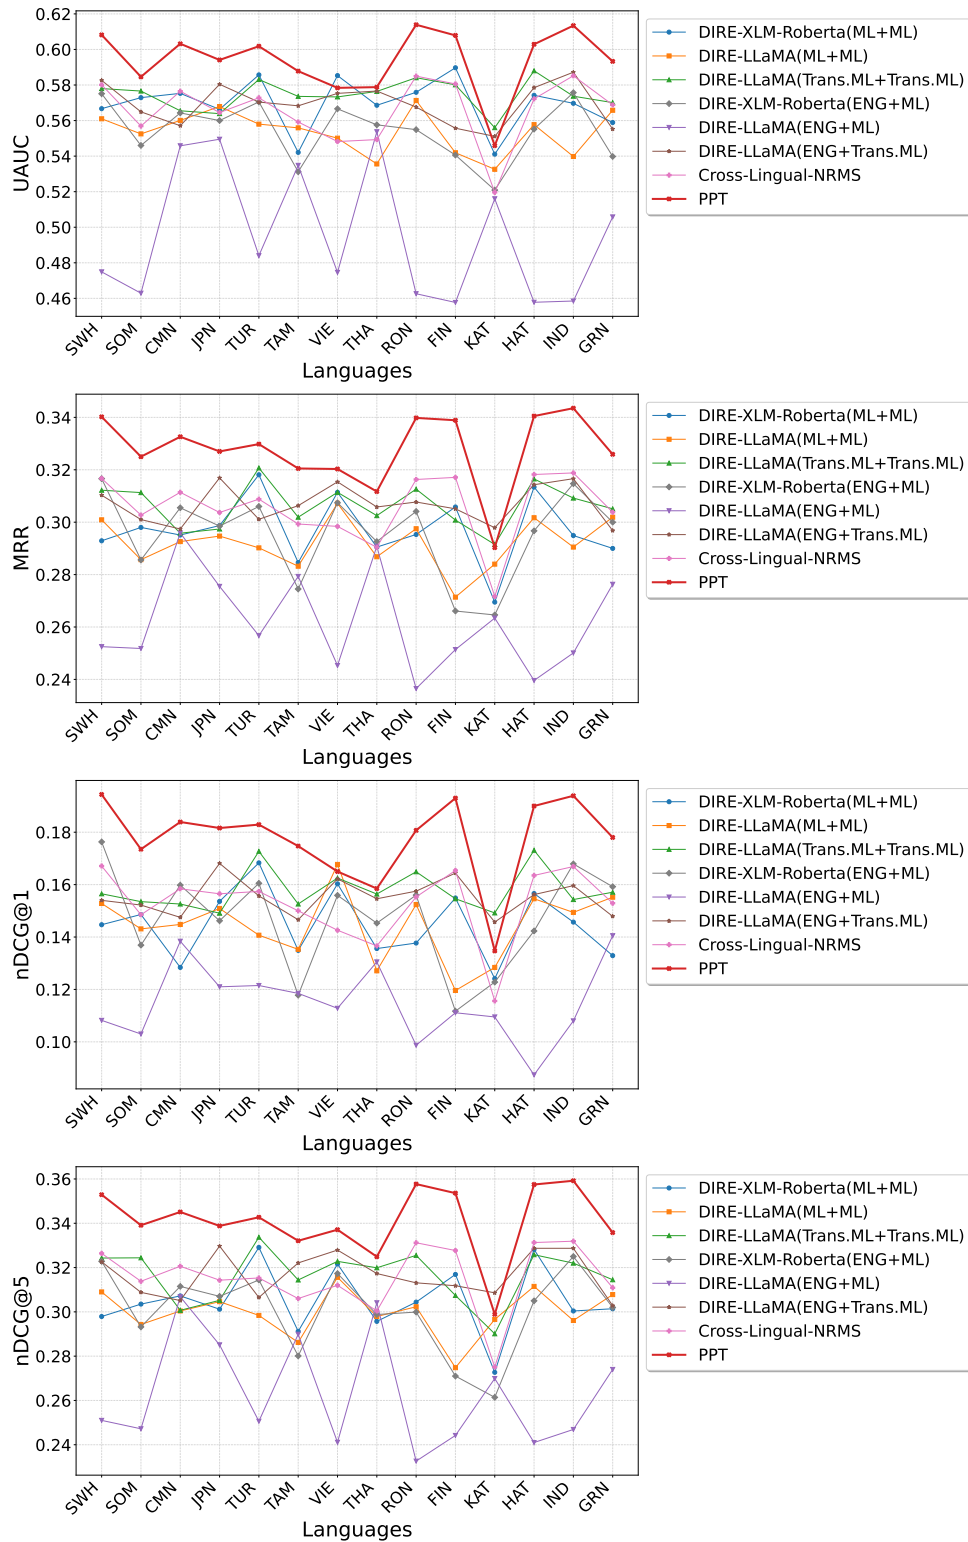 0.62
0.60
0.58
0.56
0.54
0.52
0.50
0.48
0.46
UAUC
SWH SOM CMN JPN TUR TAM VIE THA RON FIN KAT HAT IND GRN
Languages
DIRE-XLM-Roberta(ML+ML)
DIRE-LLaMA(ML+ML)
DIRE-LLaMA(Trans.ML+Trans.ML)
DIRE-XLM-Roberta(ENG+ML)
DIRE-LLaMA(ENG+ML)
DIRE-LLaMA(ENG+Trans.ML)
Cross-Lingual-NRMS
PPT
0.34
0.32
0.30
0.28
0.26
0.24
MRR
SWH SOM CMN JPN TUR TAM VIE THA RON FIN KAT HAT IND GRN
Languages
DIRE-XLM-Roberta(ML+ML)
DIRE-LLaMA(ML+ML)
DIRE-LLaMA(Trans.ML+Trans.ML)
DIRE-XLM-Roberta(ENG+ML)
DIRE-LLaMA(ENG+ML)
DIRE-LLaMA(ENG+Trans.ML)
Cross-Lingual-NRMS
PPT
0.18
0.16
0.14
0.12
0.10
nDCG@1
SWH SOM CMN JPN TUR TAM VIE THA RON FIN KAT HAT IND GRN
Languages
DIRE-XLM-Roberta(ML+ML)
DIRE-LLaMA(ML+ML)
DIRE-LLaMA(Trans.ML+Trans.ML)
DIRE-XLM-Roberta(ENG+ML)
DIRE-LLaMA(ENG+ML)
DIRE-LLaMA(ENG+Trans.ML)
Cross-Lingual-NRMS
PPT
0.36
0.34
0.32
0.30
0.28
0.26
0.24
nDCG@5
SWH SOM CMN JPN TUR TAM VIE THA RON FIN KAT HAT IND GRN
Languages
DIRE-XLM-Roberta(ML+ML)
DIRE-LLaMA(ML+ML)
DIRE-LLaMA(Trans.ML+Trans.ML)
DIRE-XLM-Roberta(ENG+ML)
DIRE-LLaMA(ENG+ML)
DIRE-LLaMA(ENG+Trans.ML)
Cross-Lingual-NRMS
PPT